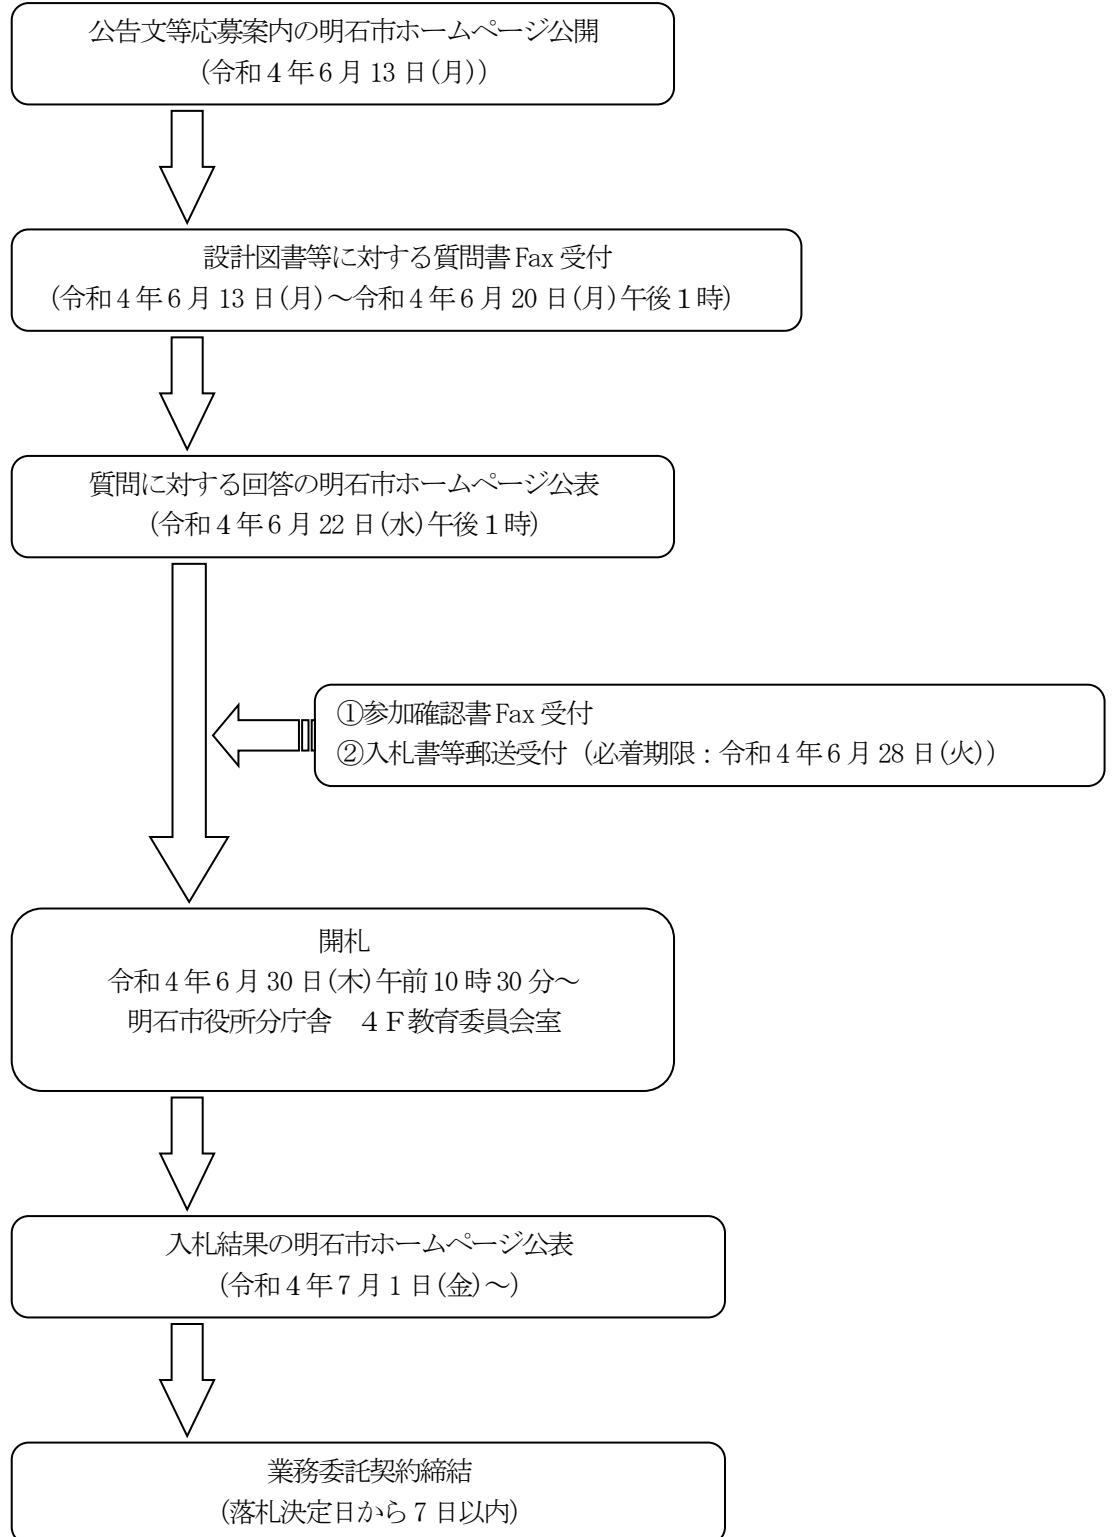 公告文等応募案内の明石市ホームページ公開
(令和４年6月13日(月))
設計図書等に対する質問書Fax受付
(令和４年6月13日(月)～令和４年6月20日(月)午後１時)
質問に対する回答の明石市ホームページ公表
(令和４年6月22日(水)午後１時)
①参加確認書Fax受付
②入札書等郵送受付（必着期限：令和４年6月28日(火)）
開札
令和４年6月30日(木)午前10時30分～
明石市役所分庁舎　４Ｆ教育委員会室
入札結果の明石市ホームページ公表
(令和４年7月１日(金)～)
業務委託契約締結
(落札決定日から7日以内)